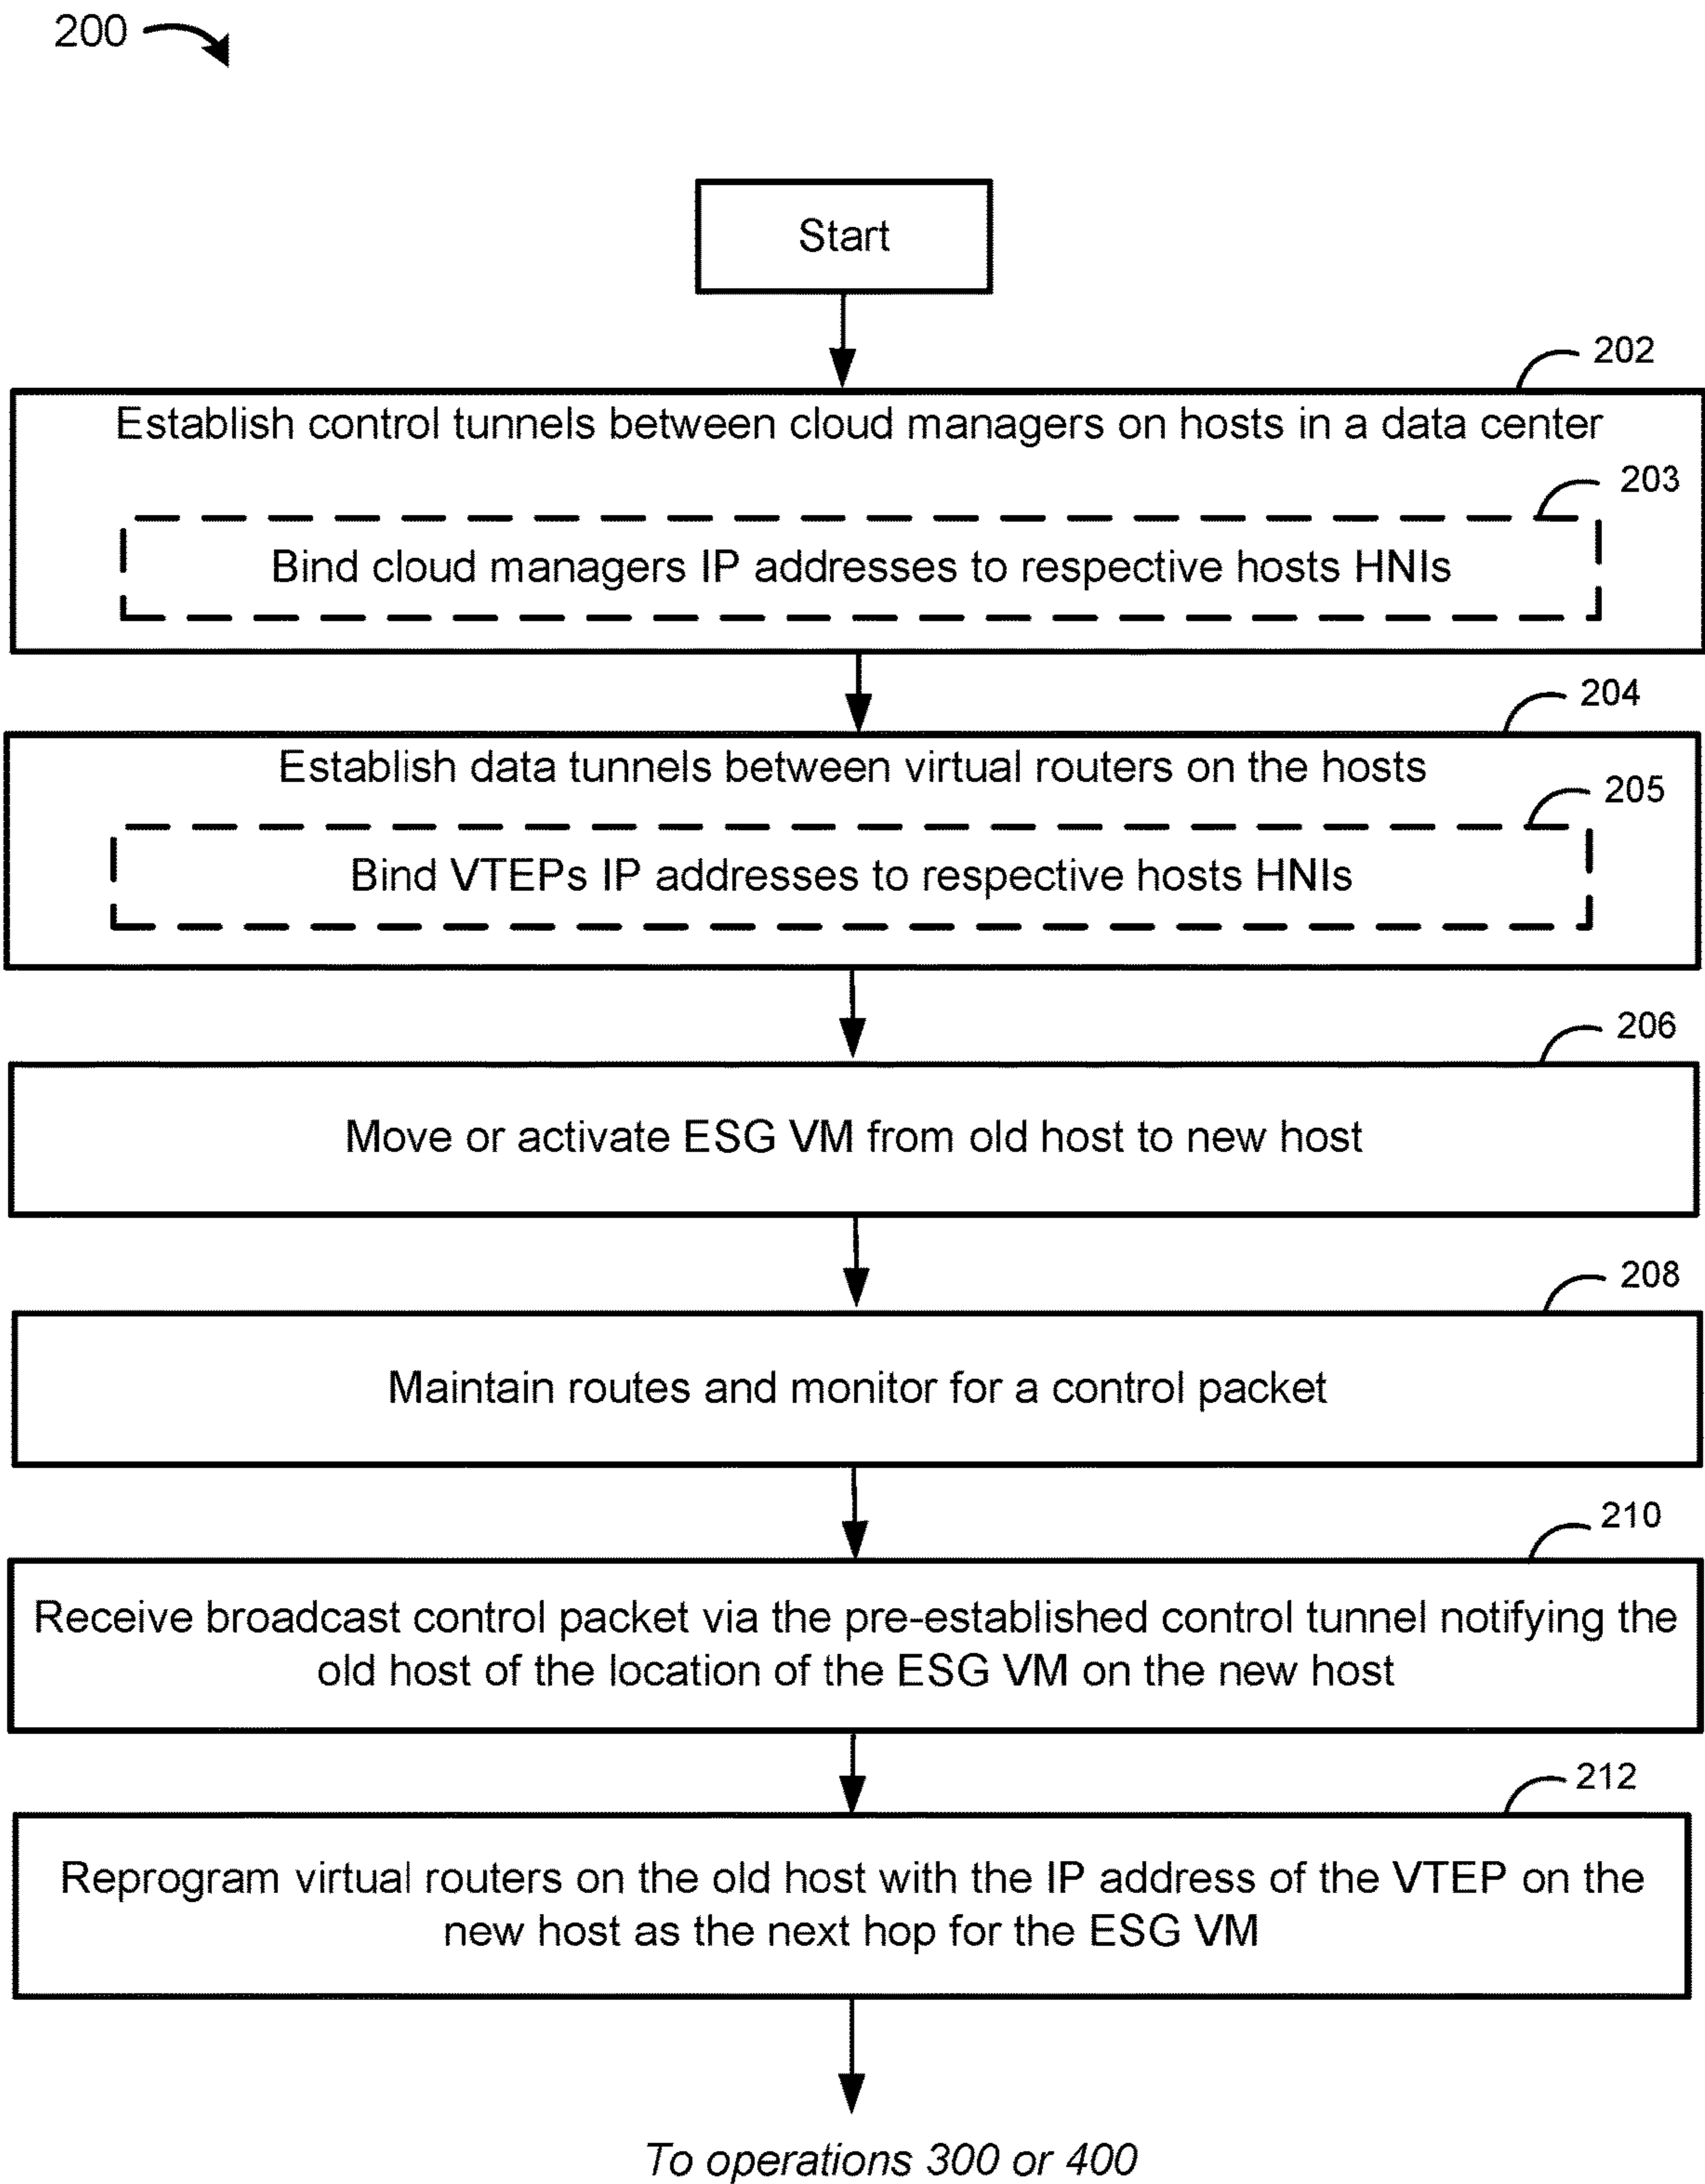 200
Start
202
Establish control tunnels between cloud managers on hosts in a data center
203
Bind cloud managers IP addresses to respective hosts HNIs
204
Establish data tunnels between virtual routers on the hosts
205
Bind VTEPs IP addresses to respective hosts HNIs
206
Move or activate ESG VM from old host to new host
208
Maintain routes and monitor for a control packet
210
Receive broadcast control packet via the pre-established control tunnel notifying the
old host of the location of the ESG VM on the new host
212
Reprogram virtual routers on the old host with the IP address of the VTEP on the
new host as the next hop for the ESG VM
To operations 300 or 400